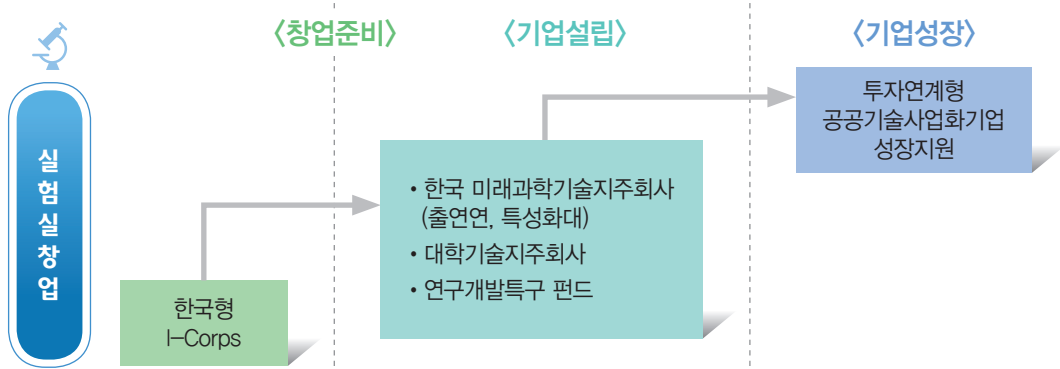 〈창업준비〉
〈기업설립〉
〈기업성장〉
실험실창업
한국형
I-Corps
• 한국 미래과학기술지주회사
(출연연, 특성화대)
• 대학기술지주회사
• 연구개발특구 펀드
투자연계형
공공기술사업화기업
성장지원